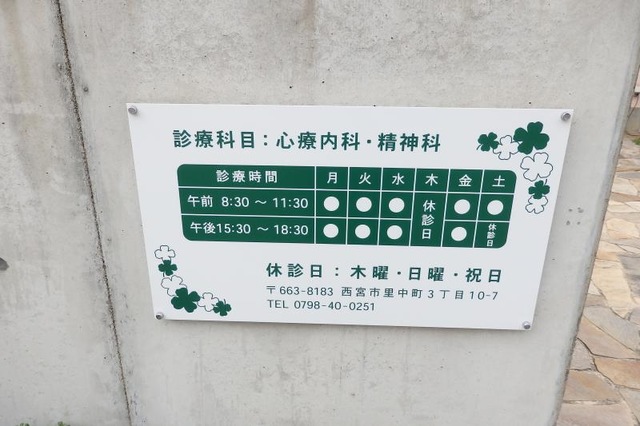 診療科目：心療内科・精神科
診療時間 月 火 水 木 金 土
午前 8:30 ～ 11:30 ● ● ● 休診日 ● ●
午後15:30 ～ 18:30 ● ● ● ● 休診日
休診日：木曜・日曜・祝日
〒663-8183 西宮市里中町3丁目10-7
TEL 0798-40-0251